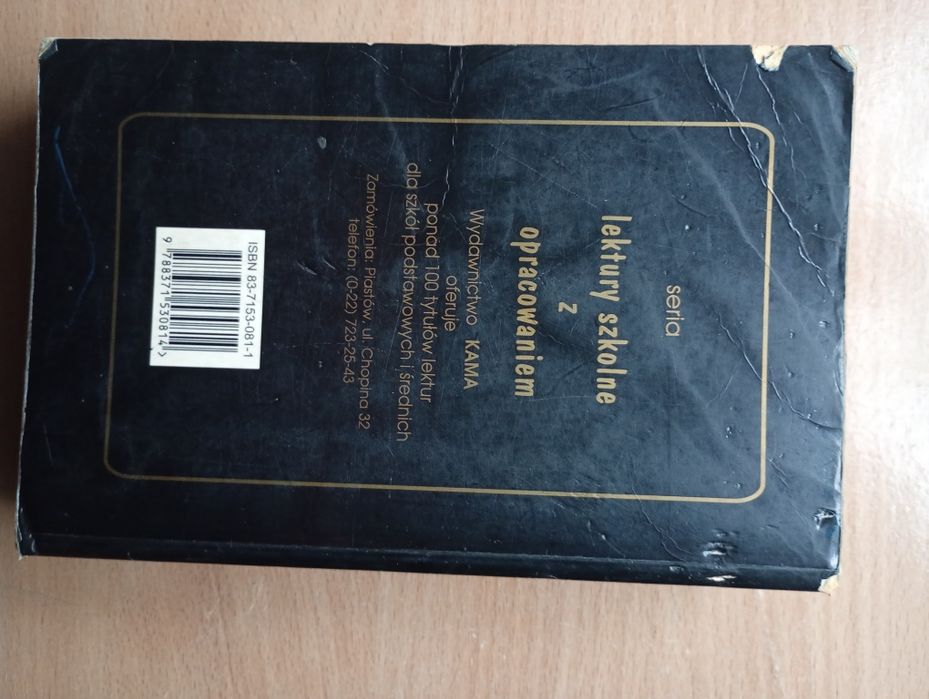 seria
lektury szkolne
z
opracowaniem
Wydawnictwo KAMA
oferuje
ponad 100 tytułów lektur
dla szkół podstawowych i średnich
Zamówienia: Piastów, ul. Chopina 32
telefon: (0-22) 723-25-43
ISBN 83-7153-081-1
9 788371 530814 >